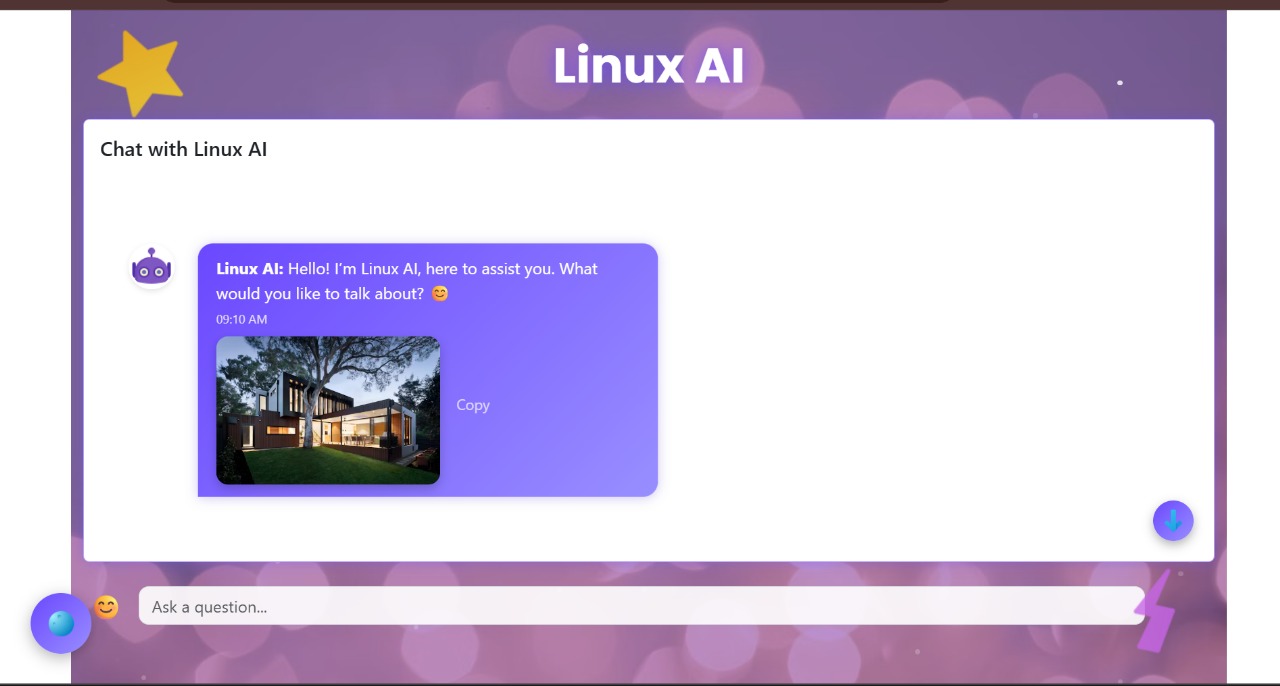 Linux AI
Chat with Linux AI
Linux AI: Hello! I'm Linux AI, here to assist you. What
would you like to talk about? 😊
09:10 AM
Copy
Ask a question...